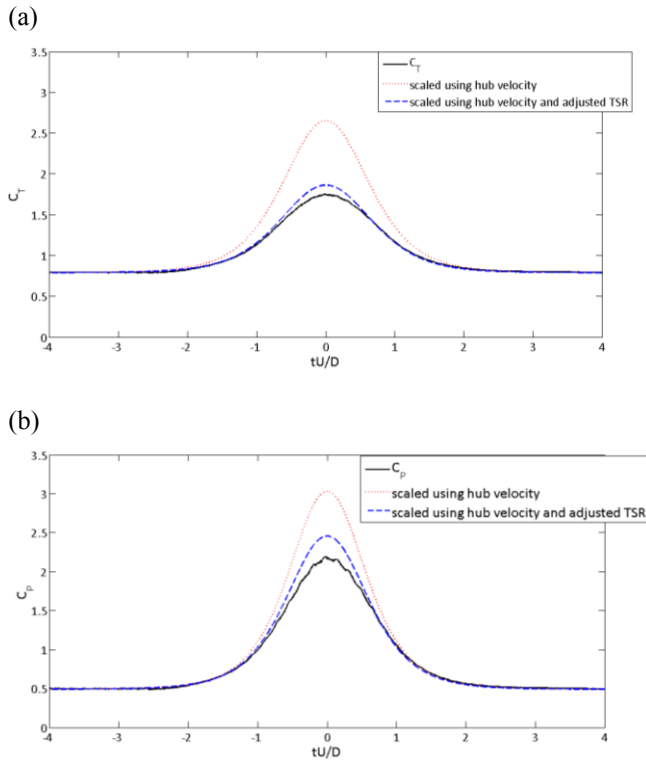 (a)
3.5
3
2.5
2
1.5
1
0.5
0
C_T
C_T
scaled using hub velocity
scaled using hub velocity and adjusted TSR
-4 -3 -2 -1 0 1 2 3 4
tU/D
(b)
3.5
3
2.5
2
1.5
1
0.5
0
C_p
C_p
scaled using hub velocity
scaled using hub velocity and adjusted TSR
-4 -3 -2 -1 0 1 2 3 4
tU/D